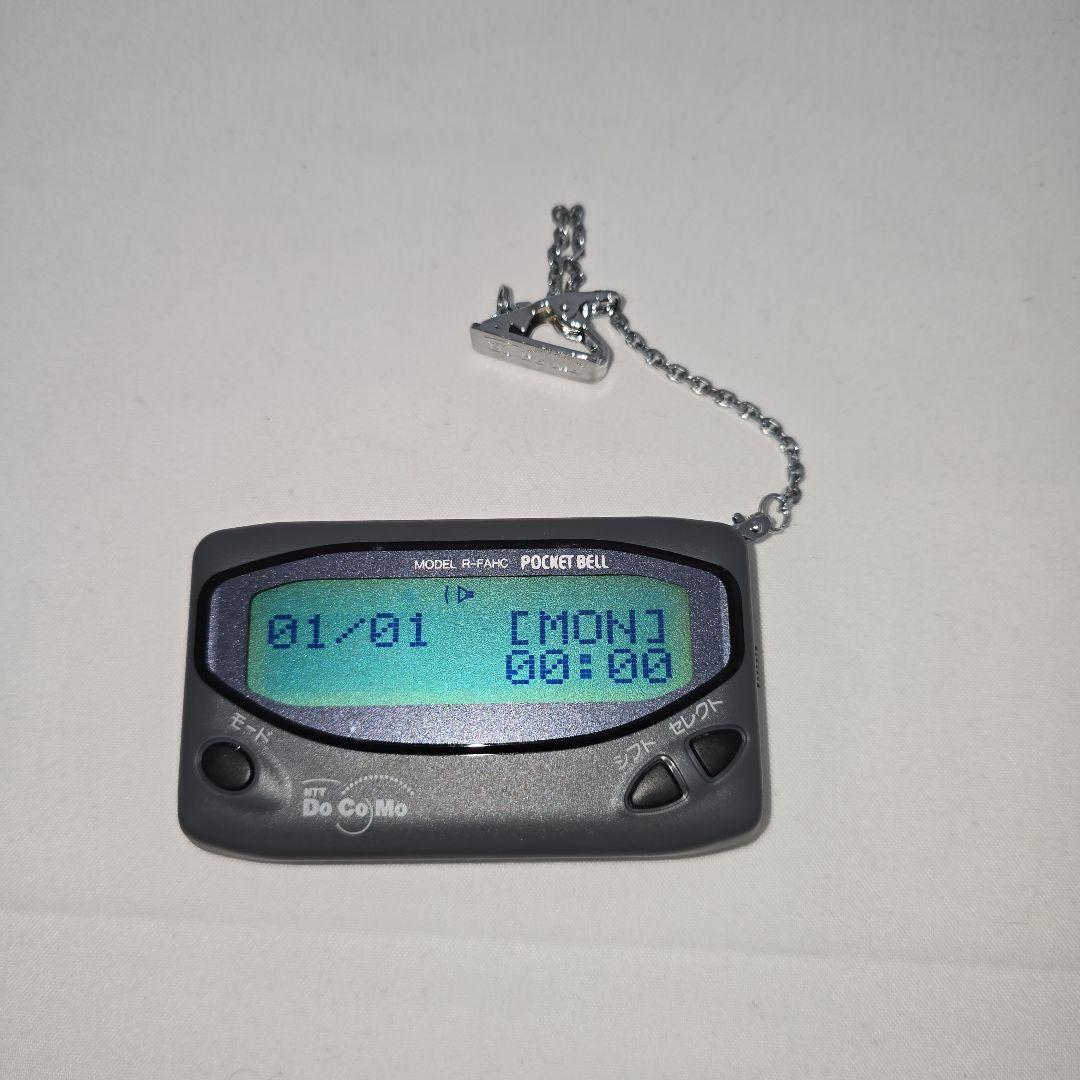 MODEL R-FAHC POCKET BELL
01/01 [MON]
00:00
モード
シフト
セレクト
NTT
DoCoMo